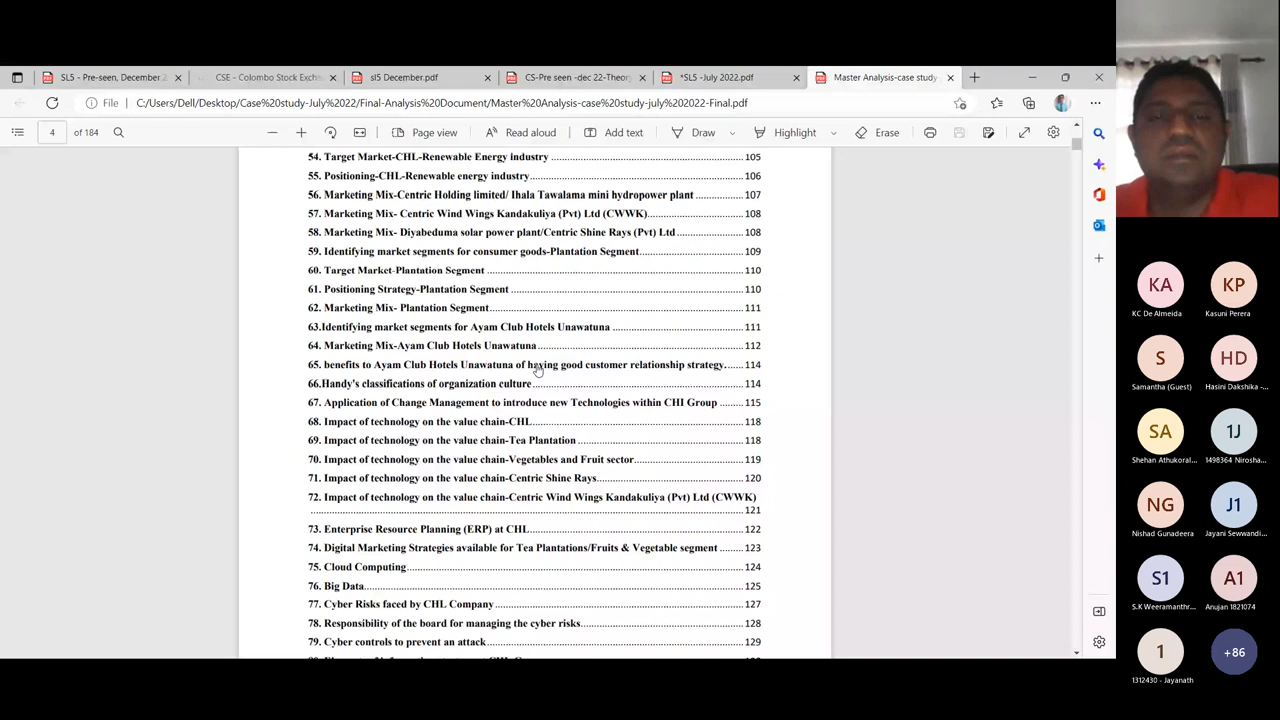 SL5 - Pre-seen, December.2
CSE - Colombo Stock Exch
sl5 December.pdf
CS-Pre seen -dec 22-Theor
*SL5 -July 2022.pdf
Master Analysis-case study
File
C:/Users/Dell/Desktop/Case%20study-July%2022/Final-Analysis%20Document/Master%20Analysis-case%20study-july%202022-Final.pdf
4 of 184
Page view
Read aloud
Add text
Draw
Highlight
Erase
54. Target Market-CHL-Renewable Energy industry 105
55. Positioning-CHL-Renewable energy industry 106
56. Marketing Mix-Centric Holding limited/ Ihala Tawalama mini hydropower plant 107
57. Marketing Mix- Centric Wind Wings Kandakuliya (Pvt) Ltd (CWWK) 108
58. Marketing Mix- Diyabeduma solar power plant/Centric Shine Rays (Pvt) Ltd 108
59. Identifying market segments for consumer goods-Plantation Segment 109
60. Target Market-Plantation Segment 110
61. Positioning Strategy-Plantation Segment 110
62. Marketing Mix- Plantation Segment 111
63.Identifying market segments for Ayam Club Hotels Unawatuna 111
64. Marketing Mix-Ayam Club Hotels Unawatuna 112
65. benefits to Ayam Club Hotels Unawatuna of having good customer relationship strategy. 114
66.Handy's classifications of organization culture 114
67. Application of Change Management to introduce new Technologies within CHI Group 115
68. Impact of technology on the value chain-CHL 118
69. Impact of technology on the value chain-Tea Plantation 118
70. Impact of technology on the value chain-Vegetables and Fruit sector 119
71. Impact of technology on the value chain-Centric Shine Rays 120
72. Impact of technology on the value chain-Centric Wind Wings Kandakuliya (Pvt) Ltd (CWWK)
121
73. Enterprise Resource Planning (ERP) at CHL 122
74. Digital Marketing Strategies available for Tea Plantations/Fruits & Vegetable segment 123
75. Cloud Computing 124
76. Big Data 125
77. Cyber Risks faced by CHL Company 127
78. Responsibility of the board for managing the cyber risks 128
79. Cyber controls to prevent an attack 129
KA
KC De Almeida
KP
Kasuni Perera
S
Samantha (Guest)
HD
Hasini Dakshika -...
SA
Shehan Athukoral...
1J
1498364 Nirosha...
NG
Nishad Gunadeera
J1
Jayani Sewwandi...
S1
S.K Weeramanthr...
A1
Anujan 1821074
1
1312430 - Jayanath
+86